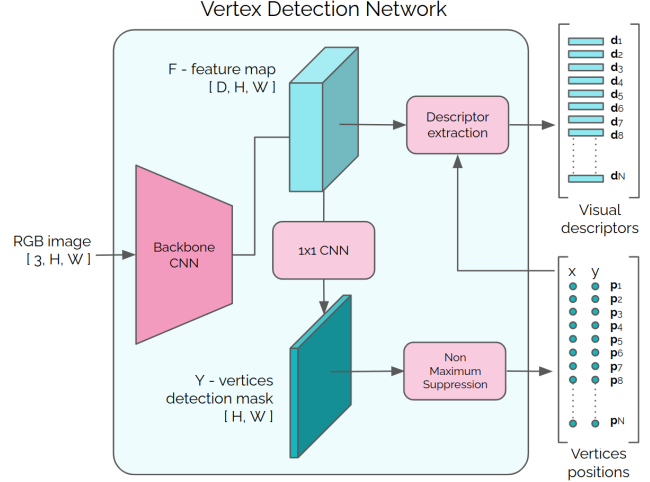 Vertex Detection Network
F - feature map
[ D, H, W ]
Descriptor
extraction
d1
d2
d3
d4
d5
d6
d7
d8
dN
Visual
descriptors
RGB image
[ 3, H, W ]
Backbone
CNN
1x1 CNN
Y - vertices
detection mask
[ H, W ]
Non
Maximum
Suppression
x y
p1
p2
p3
p4
p5
p6
p7
p8
pN
Vertices
positions